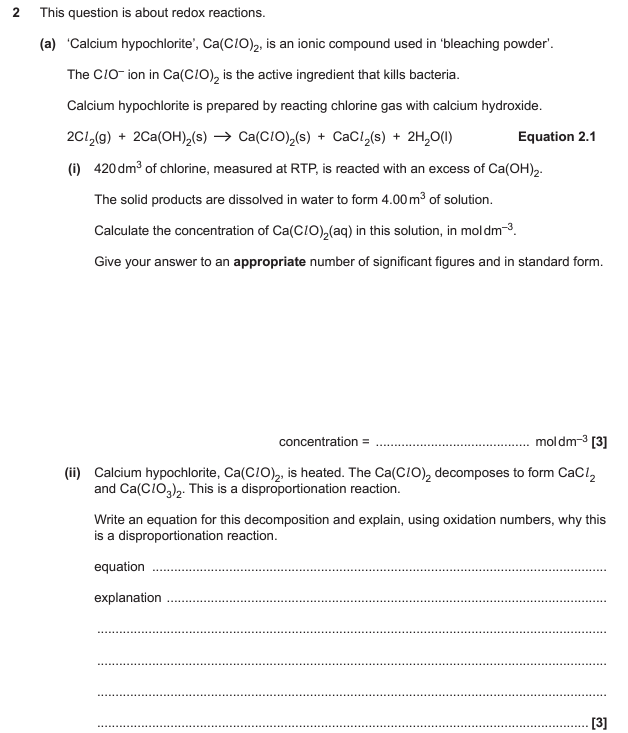 2 This question is about redox reactions.
(a) ‘Calcium hypochlorite’, Ca(ClO)₂, is an ionic compound used in ‘bleaching powder’.
The ClO⁻ ion in Ca(ClO)₂ is the active ingredient that kills bacteria.
Calcium hypochlorite is prepared by reacting chlorine gas with calcium hydroxide.
2Cl₂(g) + 2Ca(OH)₂(s) → Ca(ClO)₂(s) + CaCl₂(s) + 2H₂O(l) Equation 2.1
(i) 420 dm³ of chlorine, measured at RTP, is reacted with an excess of Ca(OH)₂.
The solid products are dissolved in water to form 4.00 m³ of solution.
Calculate the concentration of Ca(ClO)₂(aq) in this solution, in mol dm⁻³.
Give your answer to an appropriate number of significant figures and in standard form.
concentration = .......................................... mol dm⁻³ [3]
(ii) Calcium hypochlorite, Ca(ClO)₂, is heated. The Ca(ClO)₂ decomposes to form CaCl₂
and Ca(ClO₃)₂. This is a disproportionation reaction.
Write an equation for this decomposition and explain, using oxidation numbers, why this
is a disproportionation reaction.
equation ..........................................................................................................................
explanation ......................................................................................................................
..........................................................................................................................................
..........................................................................................................................................
..........................................................................................................................................
...................................................................................................................................... [3]